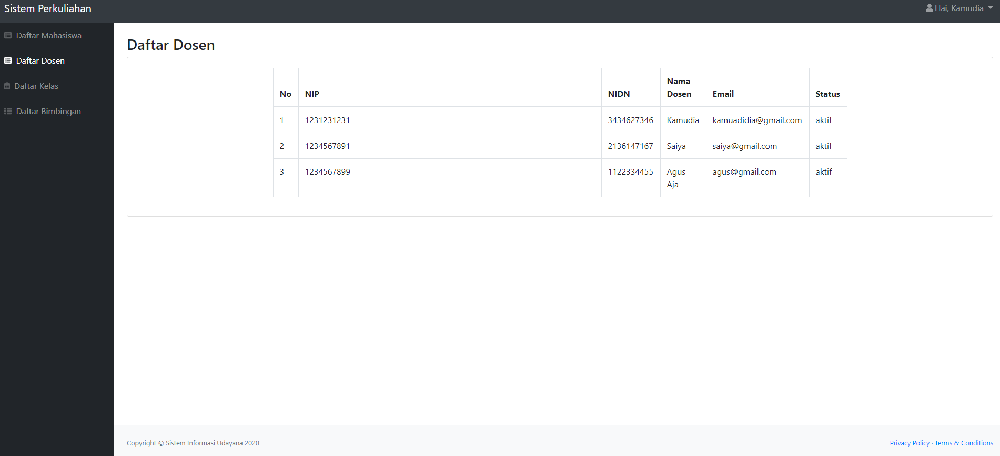 Sistem Perkuliahan
Hai, Kamudia
Daftar Mahasiswa
Daftar Dosen
Daftar Kelas
Daftar Bimbingan
Daftar Dosen
No NIP NIDN Nama Dosen Email Status
1 1231231231 3434627346 Kamudia kamuadidia@gmail.com aktif
2 1234567891 2136147167 Saiya saiya@gmail.com aktif
3 1234567899 1122334455 Agus Aja agus@gmail.com aktif
Copyright © Sistem Informasi Udayana 2020
Privacy Policy · Terms & Conditions